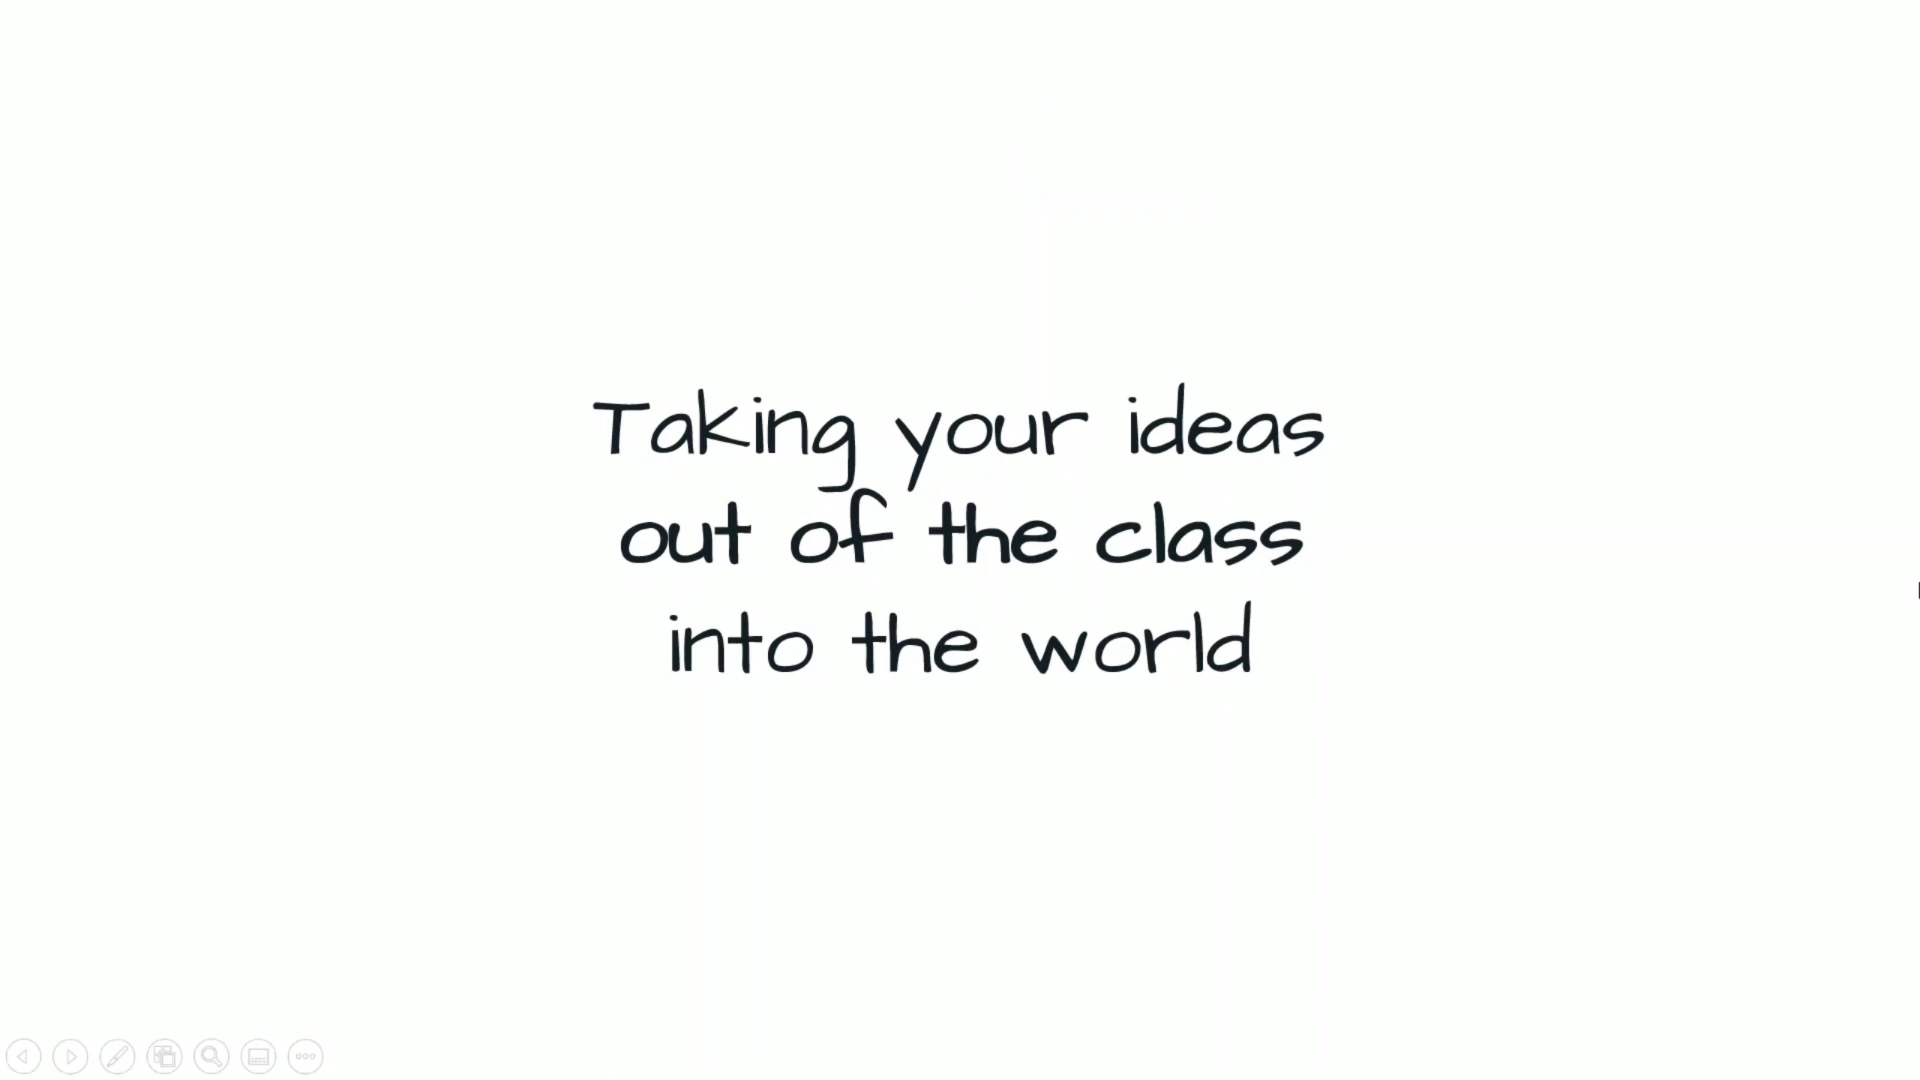 Taking your ideas
out of the class
into the world